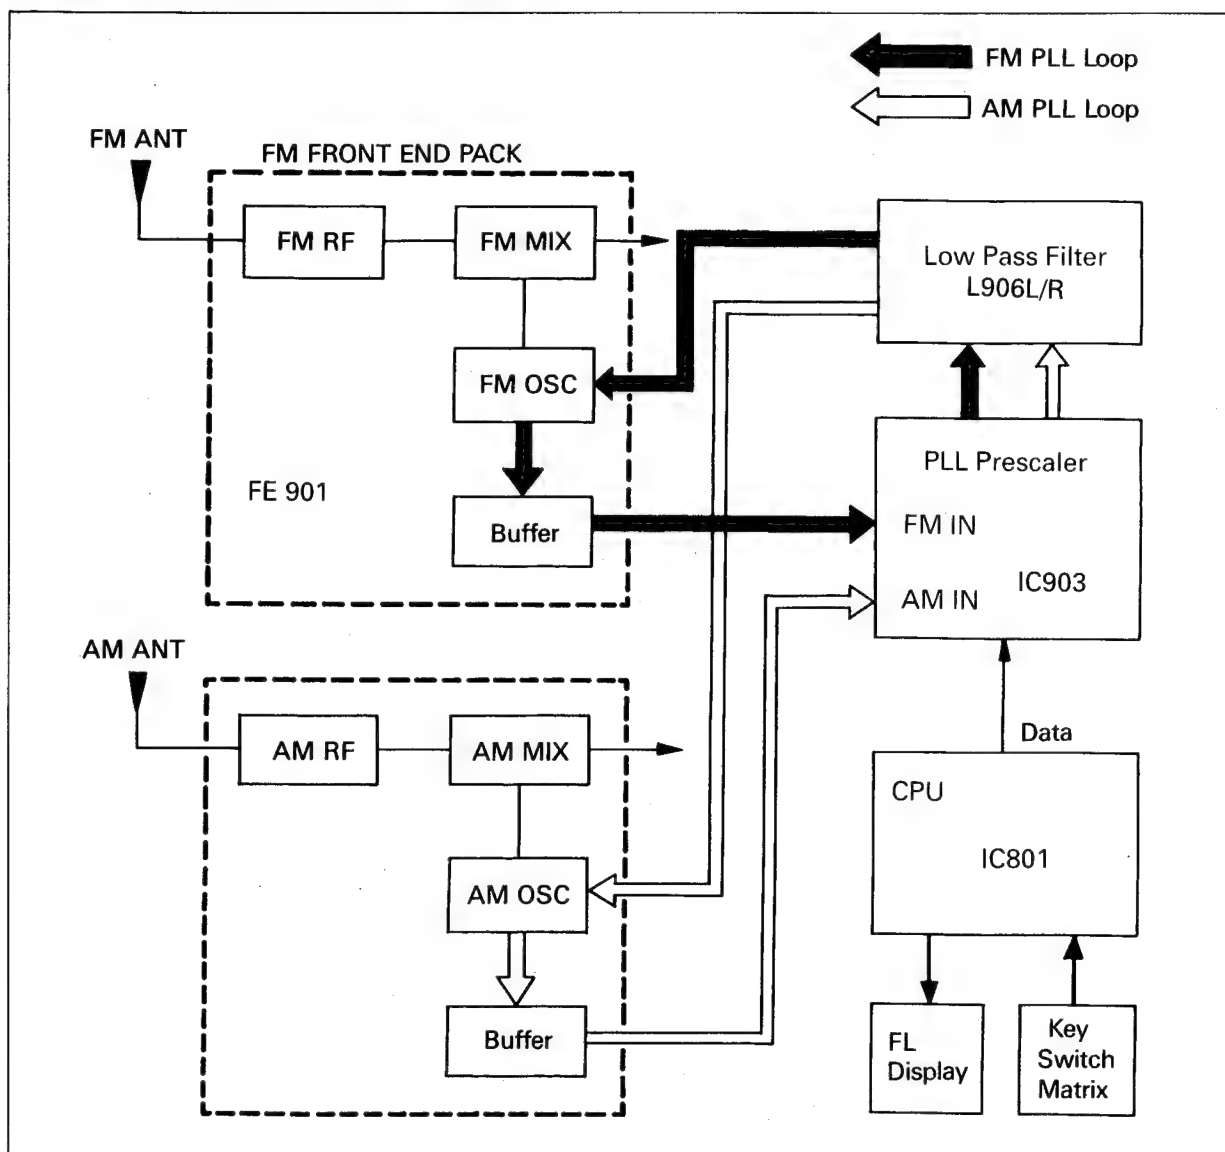 FM PLL Loop
AM PLL Loop
FM ANT
FM FRONT END PACK
FM RF
FM MIX
Low Pass Filter
L906L/R
FM OSC
PLL Prescaler
FE 901
Buffer
FM IN
IC903
AM IN
AM ANT
AM RF
AM MIX
Data
CPU
IC801
AM OSC
Buffer
FL
Display
Key
Switch
Matrix